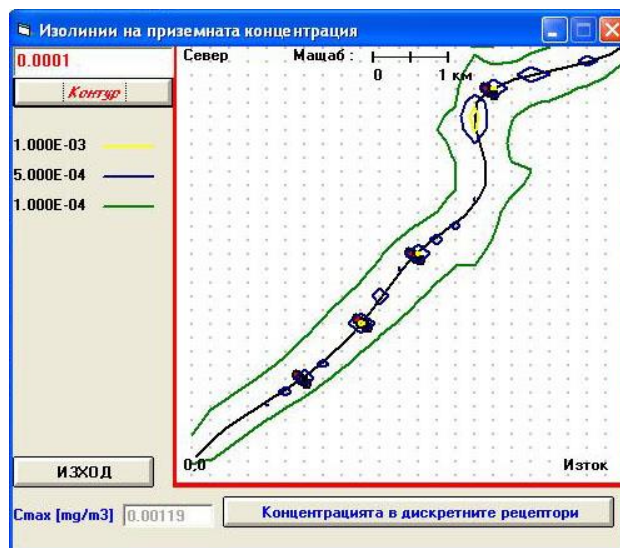 Изолинии на приземната концентрация
0.0001
Контур
1.000E-03
5.000E-04
1.000E-04
Север
Мащаб :
0 1 км
0,0
Изток
ИЗХОД
Cmax [mg/m3] 0.00119
Концентрацията в дискретните рецептори